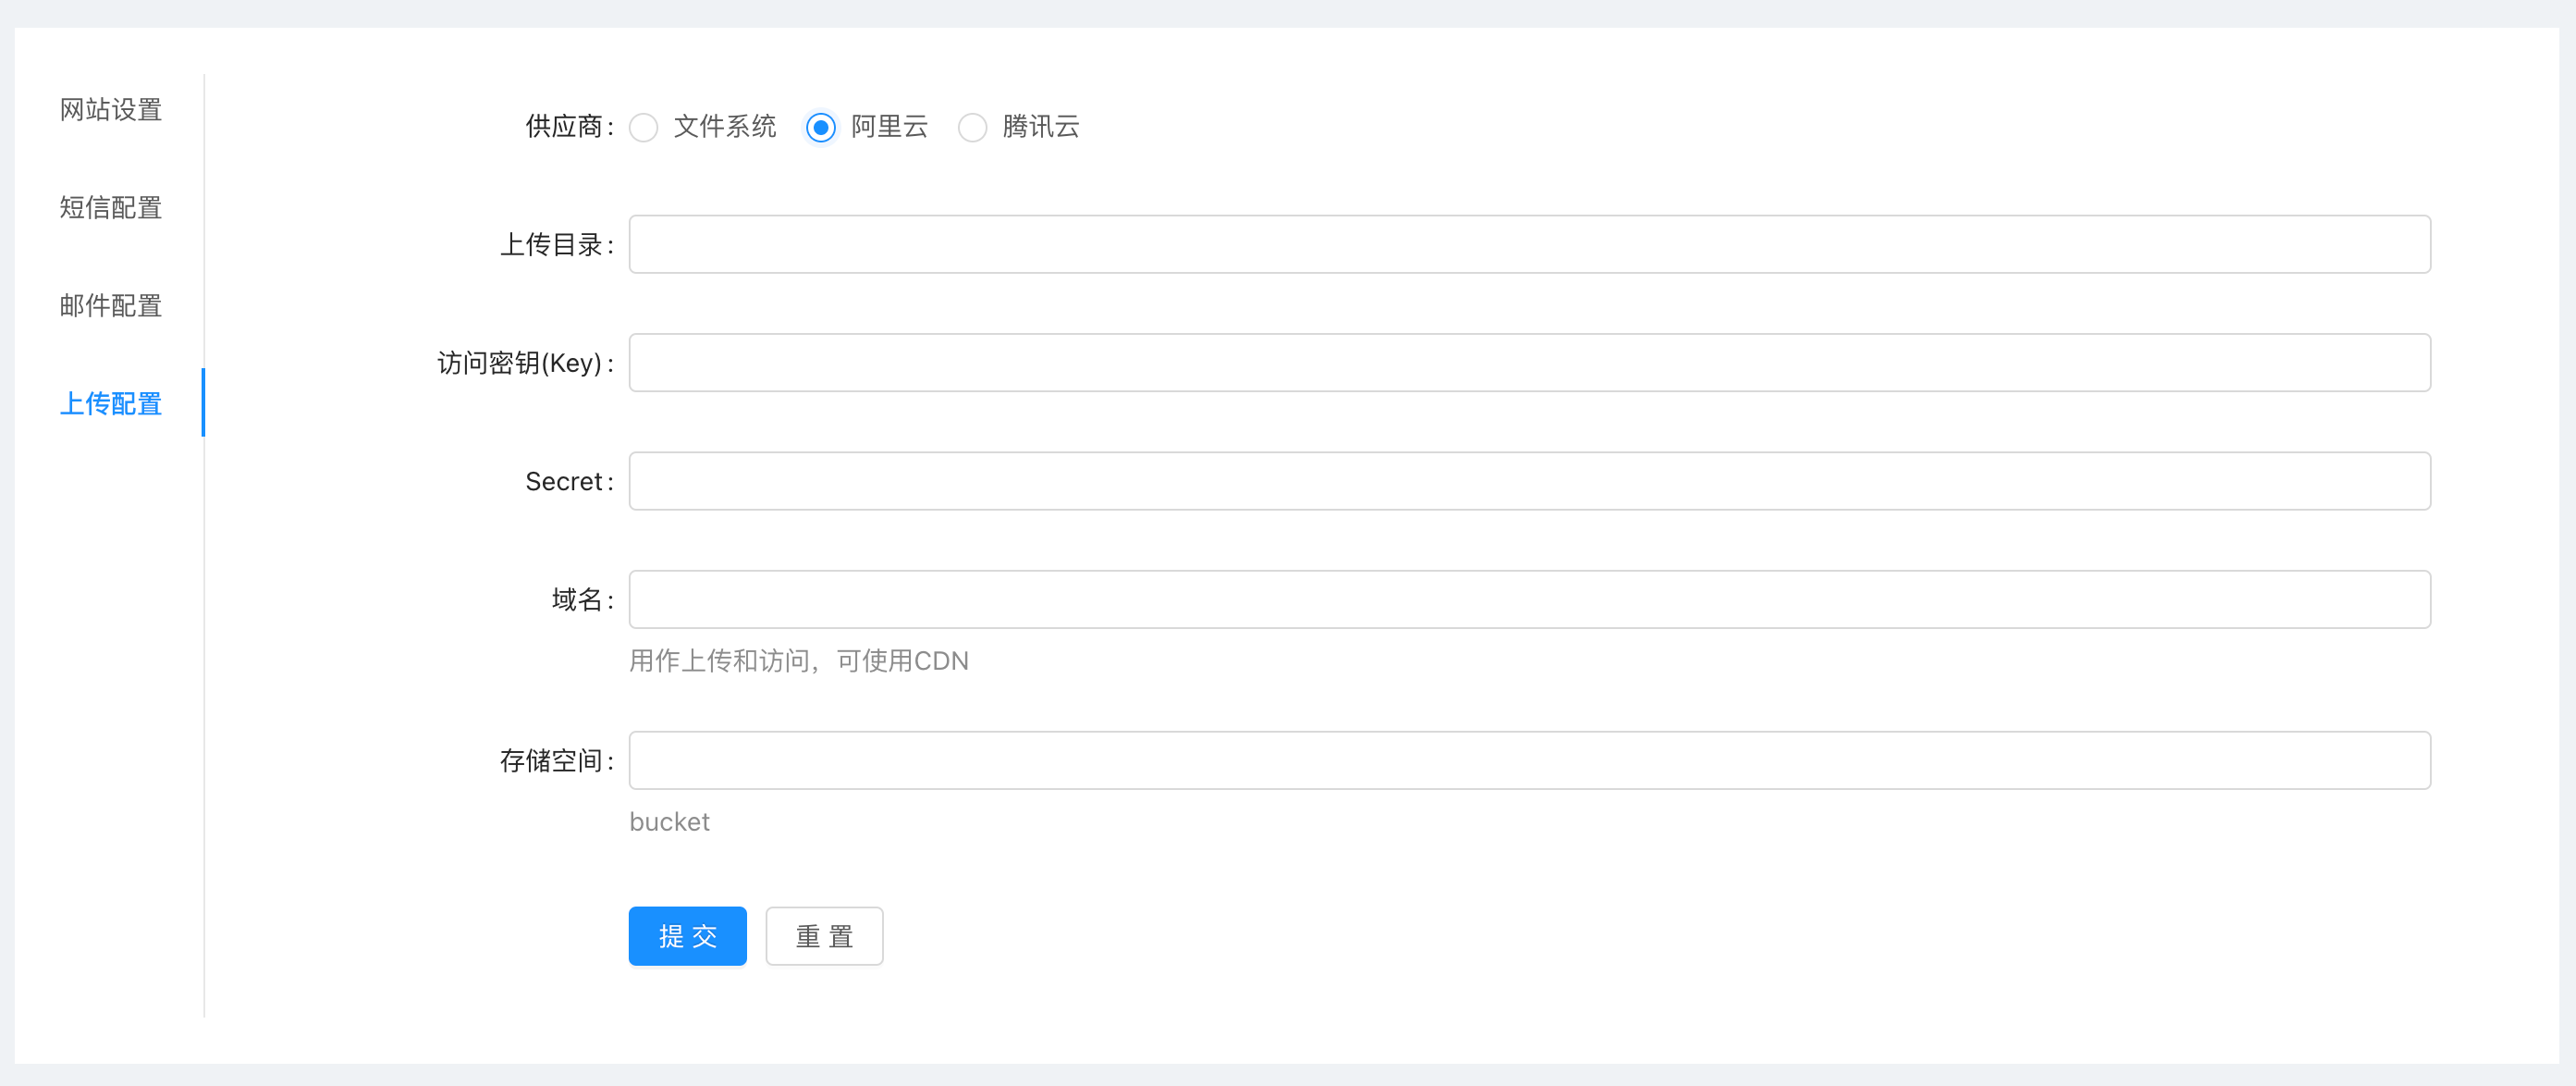 网站设置
短信配置
邮件配置
上传配置
供应商: 文件系统 阿里云 腾讯云
上传目录:
访问密钥(Key):
Secret:
域名:
用作上传和访问，可使用CDN
存储空间:
bucket
提 交 重 置